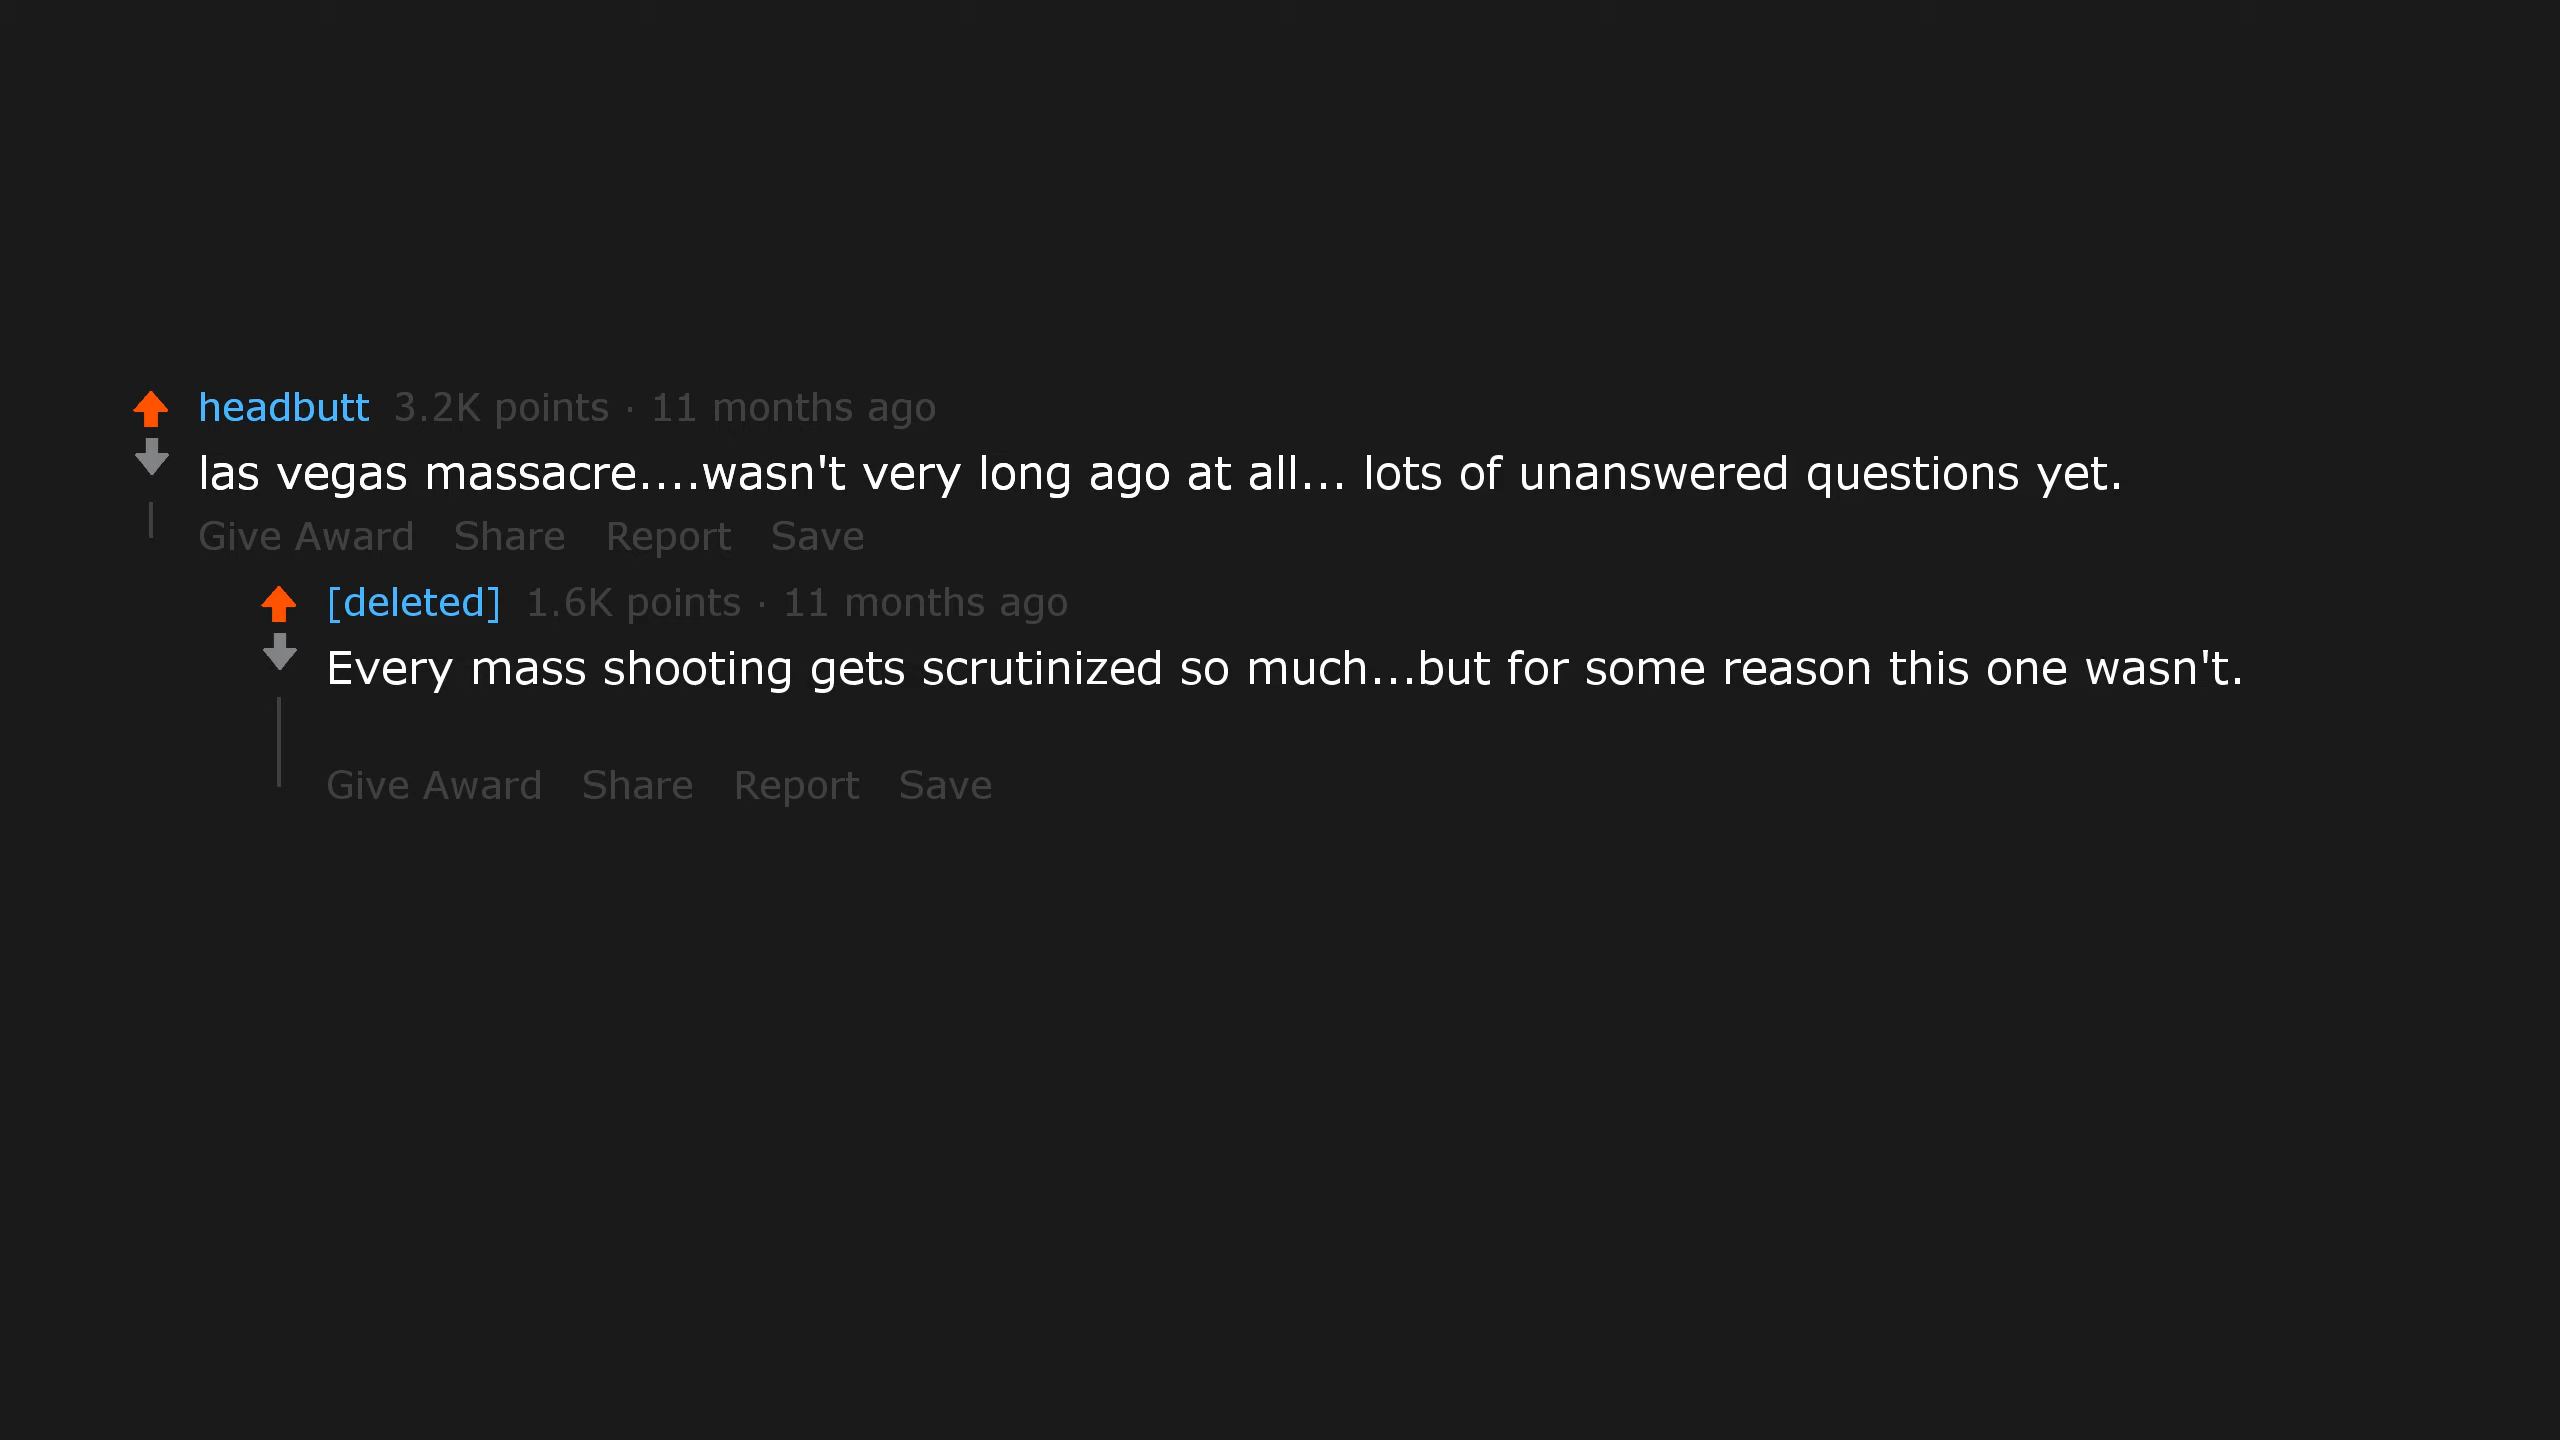 headbutt 3.2K points · 11 months ago
las vegas massacre....wasn't very long ago at all... lots of unanswered questions yet.
Give Award Share Report Save
[deleted] 1.6K points · 11 months ago
Every mass shooting gets scrutinized so much...but for some reason this one wasn't.
Give Award Share Report Save